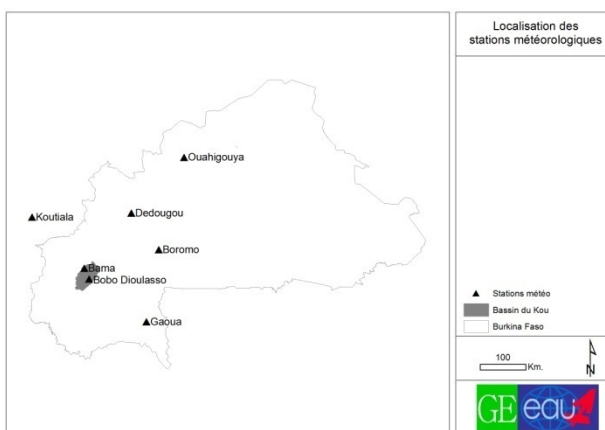 Localisation des
stations météorologiques
Ouahigouya
Koutiala
Dedougou
Boromo
Bama
Bobo Dioulasso
Gaoua
Stations météo
Bassin du Kou
Burkina Faso
100
Km.
N
GE eau